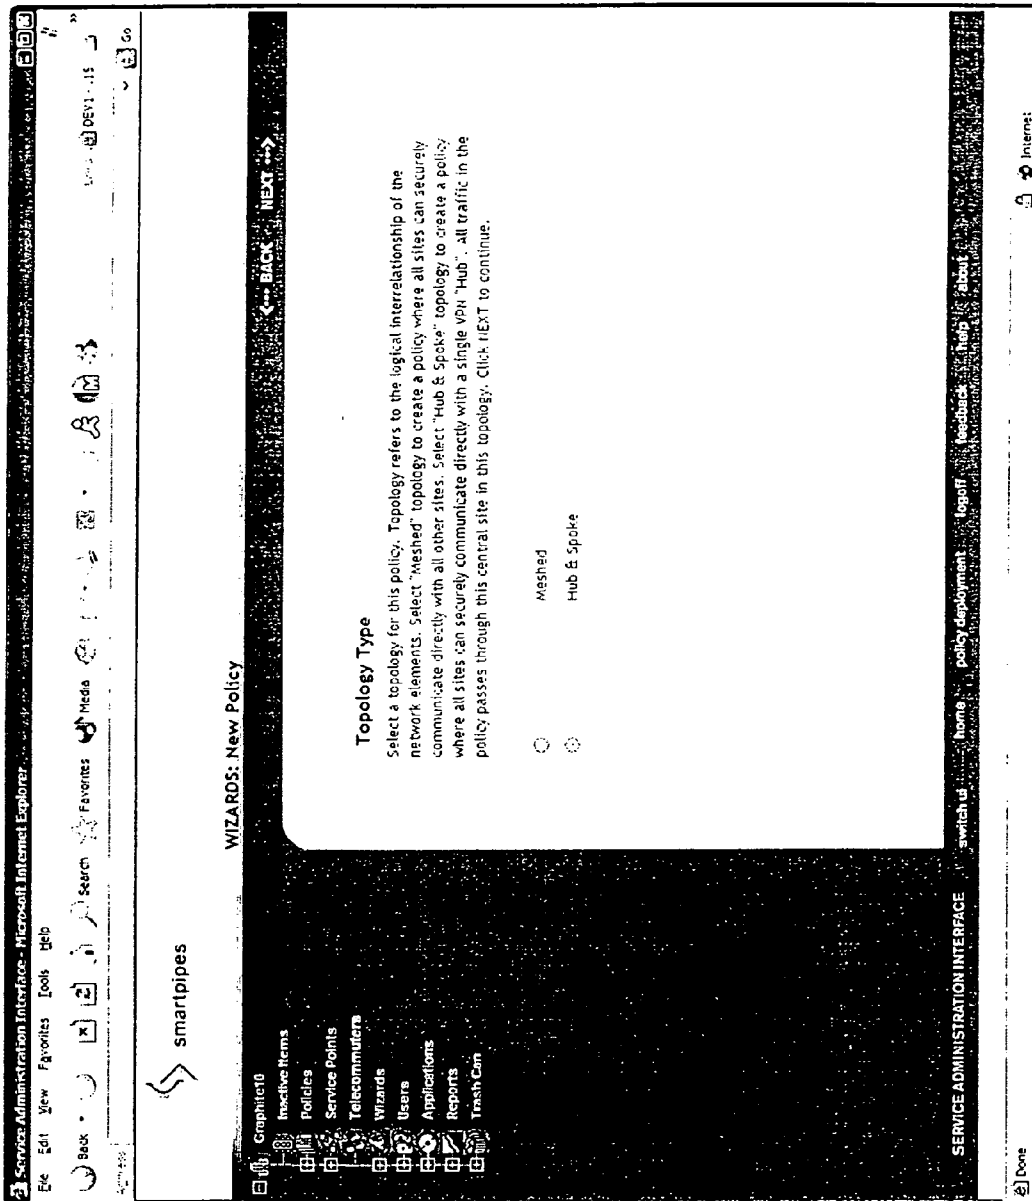 Service Administration Interface - Microsoft Internet Explorer
File Edit View Favorites Tools Help
Back Search Favorites Media
DEV1 - .15
Address
Go
smartpipes
WIZARDS: New Policy
Graphite10
Inactive Items
Policies
Service Points
Telecommuters
Wizards
Users
Applications
Reports
Trash Can
<--- BACK NEXT --->
Topology Type
Select a topology for this policy. Topology refers to the logical interrelationship of the
network elements. Select "Meshed" topology to create a policy where all sites can securely
communicate directly with all other sites. Select "Hub & Spoke" topology to create a policy
where all sites can securely communicate directly with a single VPN "Hub". All traffic in the
policy passes through this central site in this topology. Click NEXT to continue.
Meshed
Hub & Spoke
SERVICE ADMINISTRATION INTERFACE
switch ui home policy deployment logoff feedback help about
Done
Internet